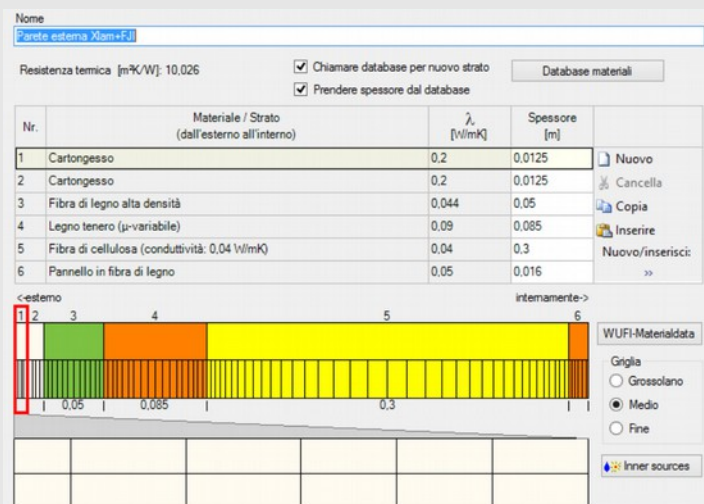 Nome
Parete esterna Xlam+FJI
Resistenza termica [m²K/W]: 10,026
Chiamare database per nuovo strato
Database materiali
Prendere spessore dal database
Nr.
Materiale / Strato
(dall'esterno all'interno)
λ
[W/mK]
Spessore
[m]
1 Cartongesso 0,2 0,0125
2 Cartongesso 0,2 0,0125
3 Fibra di legno alta densità 0,044 0,05
4 Legno tenero (µ-variabile) 0,09 0,085
5 Fibra di cellulosa (conduttività: 0,04 W/mK) 0,04 0,3
6 Pannello in fibra di legno 0,05 0,016
Nuovo
Cancella
Copia
Inserire
Nuovo/inserisci:
»
<-esterno internamente->
1 2 3 4 5 6
0,05 0,085 0,3
WUFI-Materialdata
Griglia
Grossolano
Medio
Fine
Inner sources